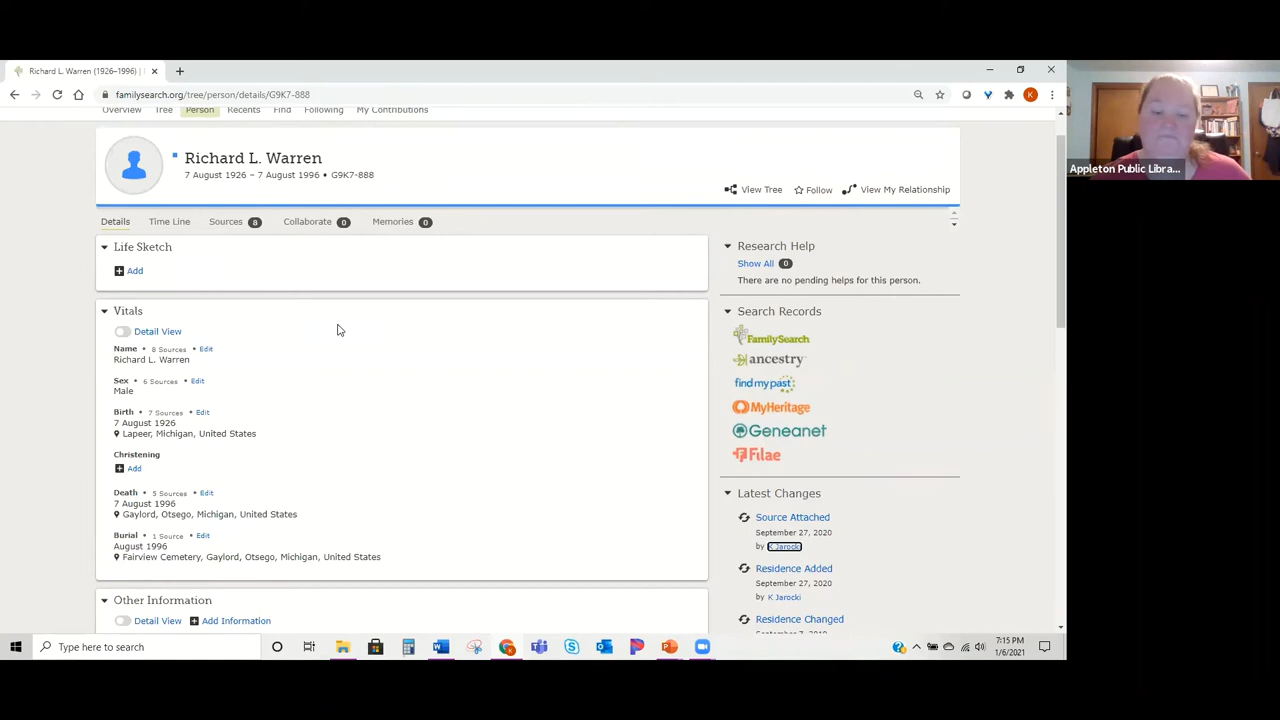 Richard L. Warren (1926–1996) |
familysearch.org/tree/person/details/G9K7-888
K
Overview Tree Person Recents Find Following My Contributions
Richard L. Warren
7 August 1926 – 7 August 1996 • G9K7-888
View Tree Follow View My Relationship
Appleton Public Libra...
Details Time Line Sources 8 Collaborate 0 Memories 0
Life Sketch
Add
Vitals
Detail View
Name • 8 Sources • Edit
Richard L. Warren
Sex • 6 Sources • Edit
Male
Birth • 7 Sources • Edit
7 August 1926
Lapeer, Michigan, United States
Christening
Add
Death • 5 Sources • Edit
7 August 1996
Gaylord, Otsego, Michigan, United States
Burial • 1 Source • Edit
August 1996
Fairview Cemetery, Gaylord, Otsego, Michigan, United States
Other Information
Detail View Add Information
Research Help
Show All 0
There are no pending helps for this person.
Search Records
FamilySearch
ancestry
findmypast
MyHeritage
Geneanet
Filae
Latest Changes
Source Attached
September 27, 2020
by K Jarocki
Residence Added
September 27, 2020
by K Jarocki
Residence Changed
Type here to search
7:15 PM
1/6/2021